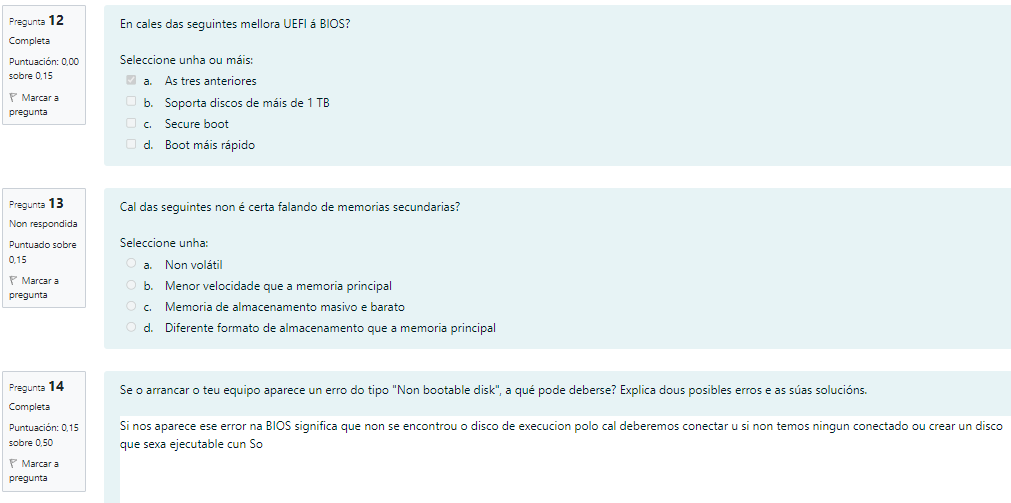 Pregunta 12
Completa
Puntuación: 0,00
sobre 0,15
Marcar a
pregunta
En cales das seguintes mellora UEFI á BIOS?
Seleccione unha ou máis:
a. As tres anteriores
b. Soporta discos de máis de 1 TB
c. Secure boot
d. Boot máis rápido
Pregunta 13
Non respondida
Puntuado sobre
0,15
Marcar a
pregunta
Cal das seguintes non é certa falando de memorias secundarias?
Seleccione unha:
a. Non volátil
b. Menor velocidade que a memoria principal
c. Memoria de almacenamento masivo e barato
d. Diferente formato de almacenamento que a memoria principal
Pregunta 14
Completa
Puntuación: 0,15
sobre 0,50
Marcar a
pregunta
Se o arrancar o teu equipo aparece un erro do tipo "Non bootable disk", a qué pode deberse? Explica dous posibles erros e as súas solucións.
Si nos aparece ese error na BIOS significa que non se encontrou o disco de execucion polo cal deberemos conectar u si non temos ningun conectado ou crear un disco
que sexa ejecutable cun So